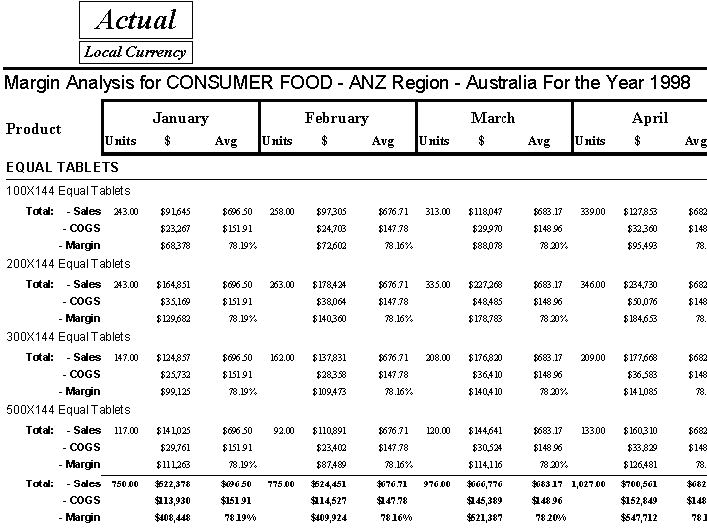 Actual
Local Currency
Margin Analysis for CONSUMER FOOD - ANZ Region - Australia For the Year 1998
Product January February March April
Units $ Avg Units $ Avg Units $ Avg Units $ Avg
EQUAL TABLETS
100X144 Equal Tablets
Total: - Sales 243.00 $91,645 $696.50 258.00 $97,305 $676.71 313.00 $118,047 $683.17 339.00 $127,853 $682
- COGS $23,267 $151.91 $24,703 $147.78 $29,970 $148.96 $32,360 $148
- Margin $68,378 78.19% $72,602 78.16% $88,078 78.20% $95,493 78.
200X144 Equal Tablets
Total: - Sales 243.00 $164,851 $696.50 263.00 $178,424 $676.71 335.00 $227,268 $683.17 346.00 $234,730 $682
- COGS $35,169 $151.91 $38,064 $147.78 $48,485 $148.96 $50,076 $148
- Margin $129,682 78.19% $140,360 78.16% $178,783 78.20% $184,653 78.
300X144 Equal Tablets
Total: - Sales 147.00 $124,857 $696.50 162.00 $137,831 $676.71 208.00 $176,820 $683.17 209.00 $177,668 $682
- COGS $25,732 $151.91 $28,358 $147.78 $36,410 $148.96 $36,583 $148
- Margin $99,125 78.19% $109,473 78.16% $140,410 78.20% $141,085 78.
500X144 Equal Tablets
Total: - Sales 117.00 $141,025 $696.50 92.00 $110,891 $676.71 120.00 $144,641 $683.17 133.00 $160,310 $682
- COGS $29,761 $151.91 $23,402 $147.78 $30,524 $148.96 $33,829 $148
- Margin $111,263 78.19% $87,489 78.16% $114,116 78.20% $126,481 78.
Total: - Sales 750.00 $522,378 $696.50 775.00 $524,451 $676.71 976.00 $666,776 $683.17 1,027.00 $700,561 $682
- COGS $113,930 $151.91 $114,527 $147.78 $145,389 $148.96 $152,849 $148
- Margin $408,448 78.19% $409,924 78.16% $521,387 78.20% $547,712 78.1